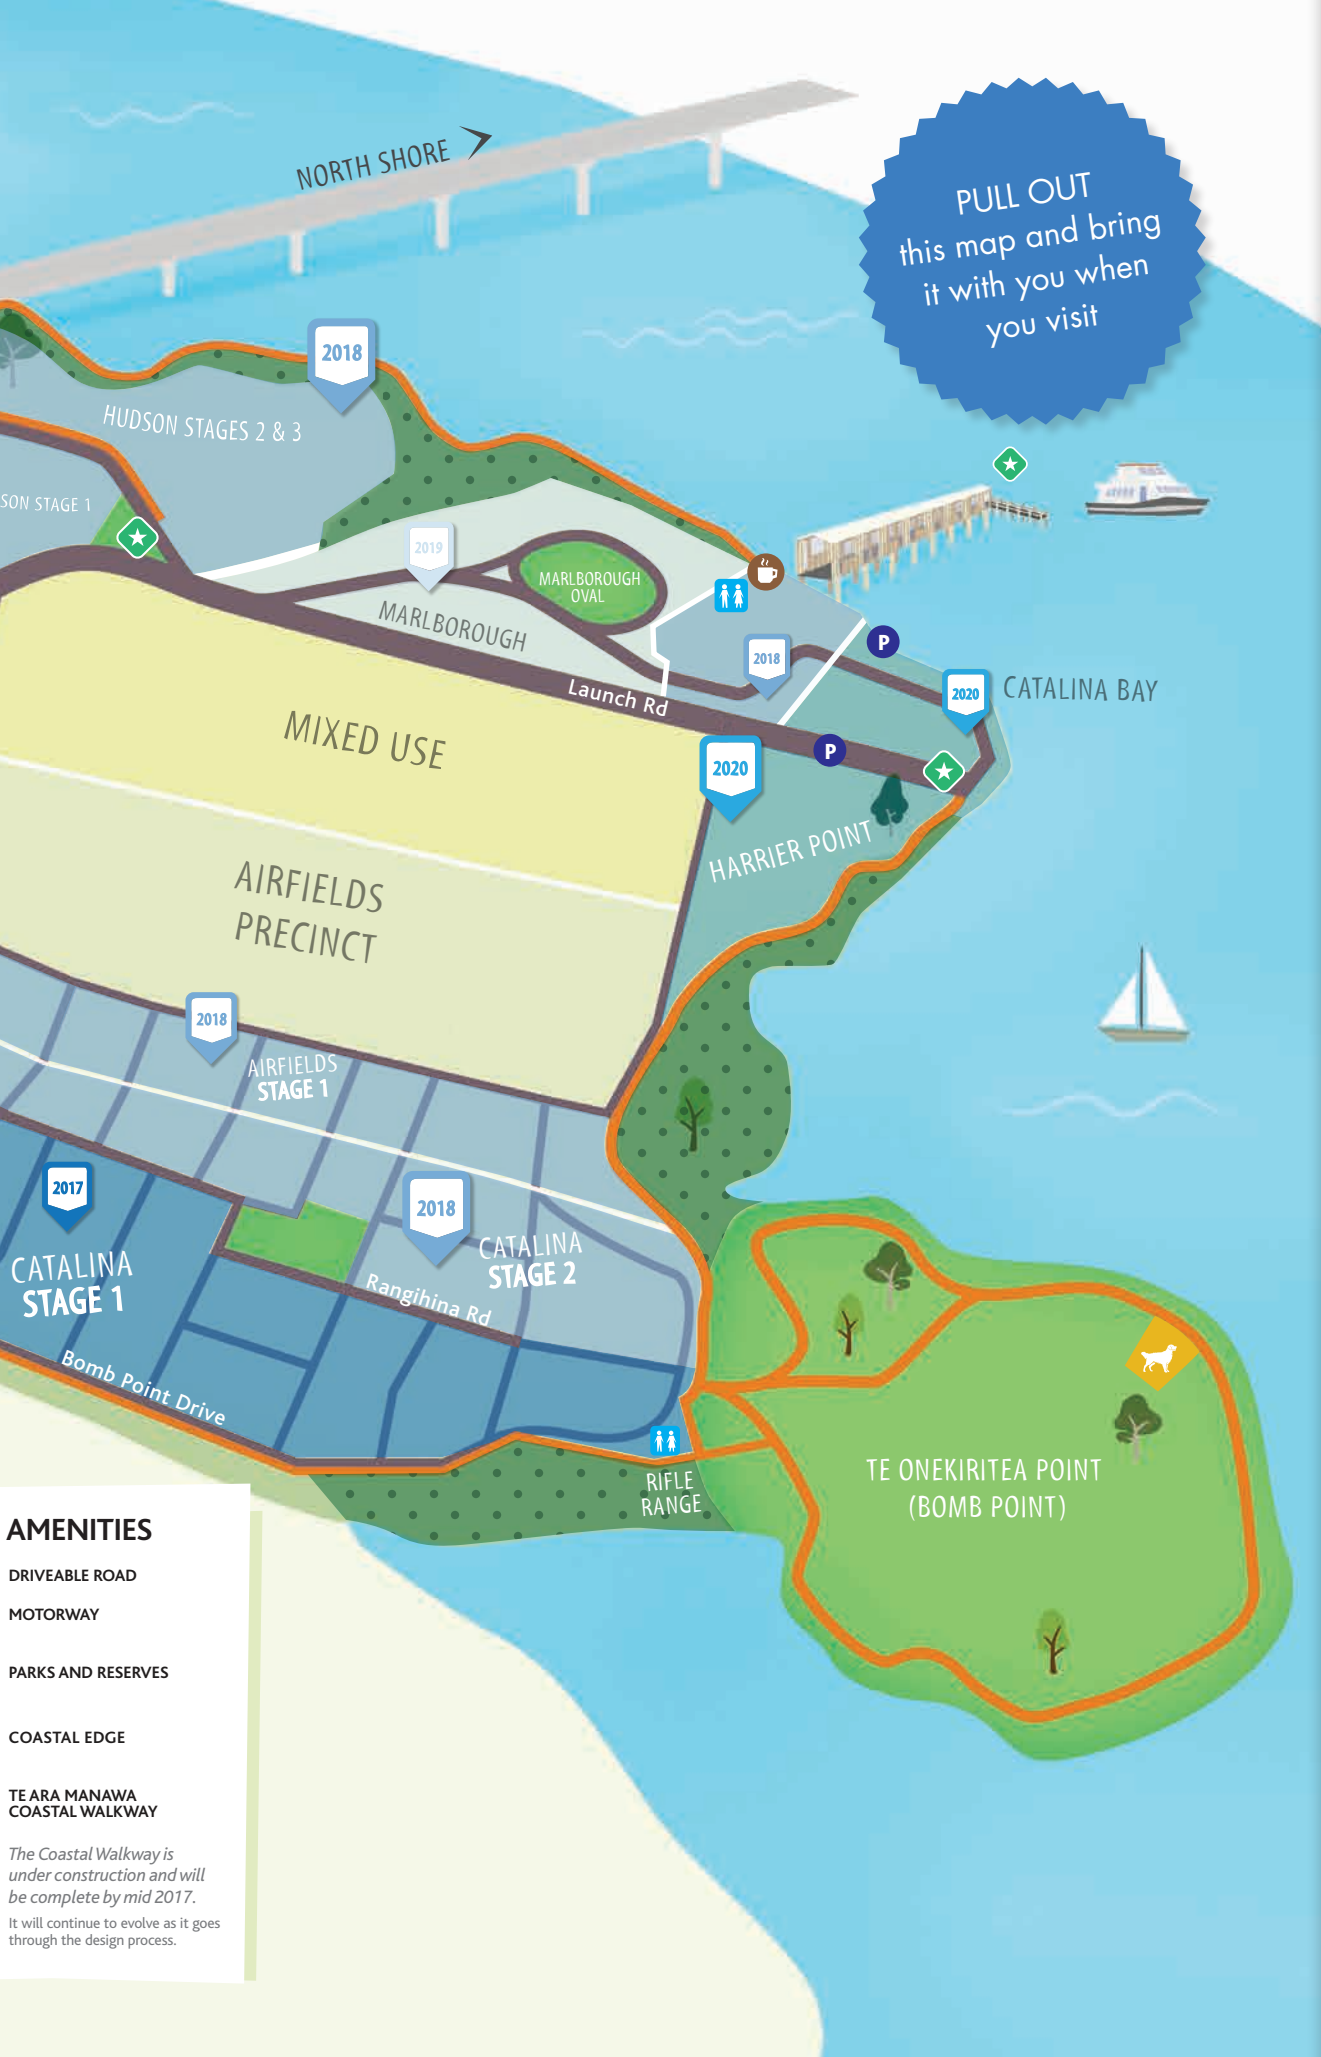 NORTH SHORE
PULL OUT
this map and bring
it with you when
you visit
2018
HUDSON STAGES 2 & 3
SON STAGE 1
2019
MARLBOROUGH
OVAL
MARLBOROUGH
2018
P
2020
CATALINA BAY
Launch Rd
MIXED USE
P
2020
HARRIER POINT
AIRFIELDS
PRECINCT
2018
AIRFIELDS
STAGE 1
2017
2018
CATALINA
STAGE 1
CATALINA
STAGE 2
Rangihina Rd
Bomb Point Drive
RIFLE
RANGE
TE ONEKIRITEA POINT
(BOMB POINT)
AMENITIES
DRIVEABLE ROAD
MOTORWAY
PARKS AND RESERVES
COASTAL EDGE
TE ARA MANAWA
COASTAL WALKWAY
The Coastal Walkway is
under construction and will
be complete by mid 2017.
It will continue to evolve as it goes
through the design process.